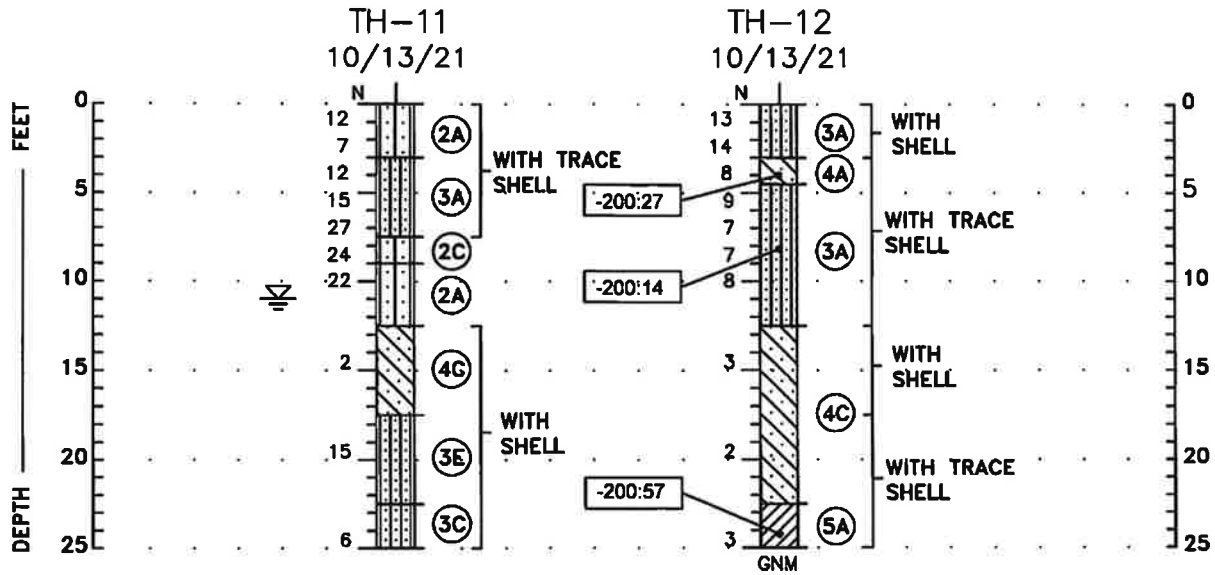 TH-11
10/13/21
TH-12
10/13/21
FEET
DEPTH
0
5
10
15
20
25
N
12
7
12
15
27
24
22
2
15
6
2A
3A
2C
2A
4G
3E
3C
WITH TRACE
SHELL
WITH
SHELL
-200:27
-200:14
-200:57
N
13
14
8
9
7
7
8
3
2
3
GNM
3A
4A
3A
4C
5A
WITH
SHELL
WITH TRACE
SHELL
WITH
SHELL
WITH TRACE
SHELL
0
5
10
15
20
25